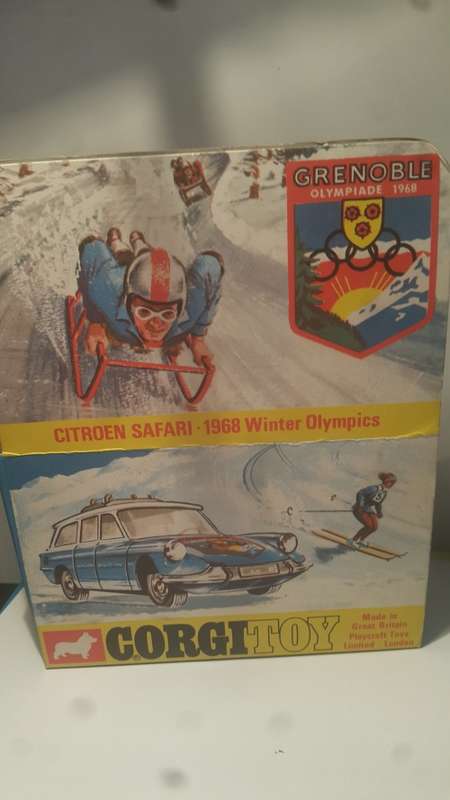 GRENOBLE
OLYMPIADE 1968
CITROEN SAFARI · 1968 Winter Olympics
CORGI TOY
Made in
Great Britain
Playcraft Toys
Limited · London